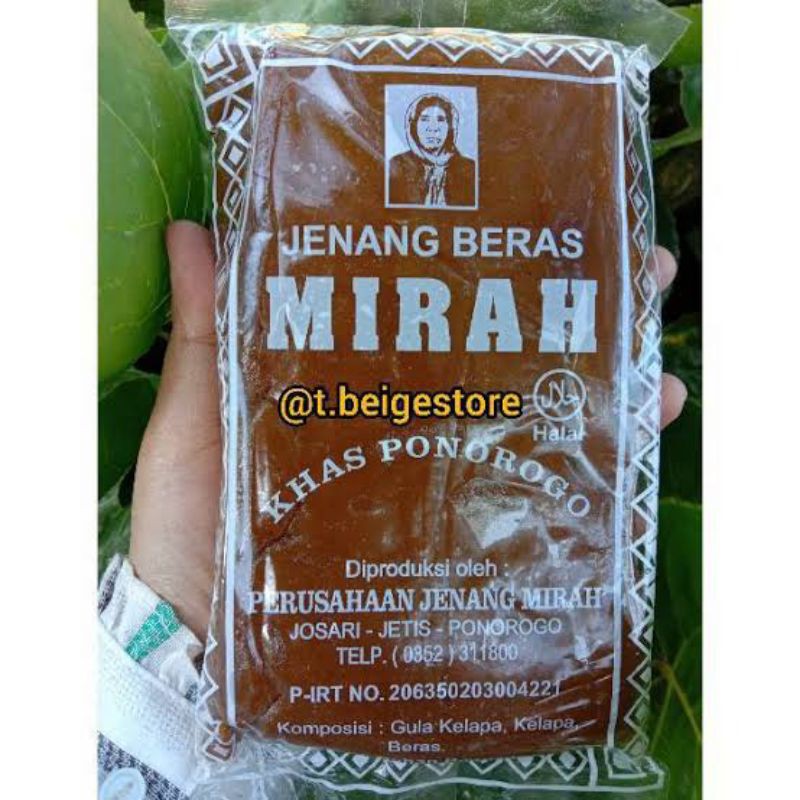 JENANG BERAS
MIRAH
@t.beigestore
Halal
KHAS PONOROGO
Diproduksi oleh :
PERUSAHAAN JENANG MIRAH
JOSARI - JETIS - PONOROGO
TELP. ( 0352 ) 311800
P-IRT NO. 206350203004221
Komposisi : Gula Kelapa, Kelapa,
Beras.